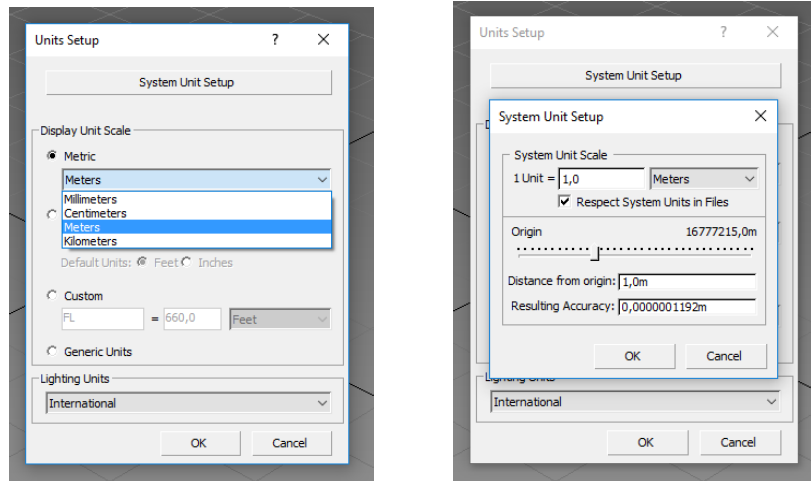 Units Setup ? ×
System Unit Setup
Display Unit Scale
Metric
Meters
Millimeters
Centimeters
Meters
Kilometers
Default Units: Feet Inches
Custom
FL = 660,0 Feet
Generic Units
Lighting Units
International
OK Cancel
Units Setup ? ×
System Unit Setup
System Unit Setup ×
System Unit Scale
1 Unit = 1,0 Meters
Respect System Units in Files
Origin 16777215,0m
Distance from origin: 1,0m
Resulting Accuracy: 0,0000001192m
OK Cancel
International
OK Cancel